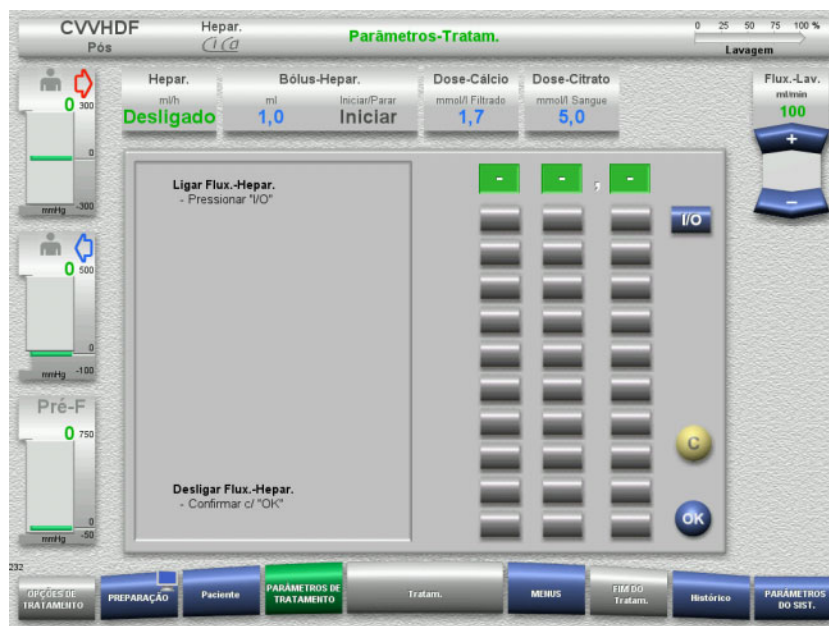 CVVHDF
Pós
Hepar.
Ci Ca
Parâmetros-Tratam.
0 25 50 75 100 %
Lavagem
0
300
0
-300
mmHg
0
500
0
-100
mmHg
Pré-F
0
750
0
-50
mmHg
Hepar.
ml/h
Desligado
Bólus-Hepar.
ml Iniciar/Parar
1,0 Iniciar
Dose-Cálcio
mmol/l Filtrado
1,7
Dose-Citrato
mmol/l Sangue
5,0
Flux.-Lav.
ml/min
100
+
−
Ligar Flux.-Hepar.
- Pressionar "I/O"
- - , -
I/O
C
OK
Desligar Flux.-Hepar.
- Confirmar c/ "OK"
232
OPÇÕES DE
TRATAMENTO
PREPARAÇÃO
Paciente
PARÂMETROS DE
TRATAMENTO
Tratam.
MENUS
FIM DO
Tratam.
Histórico
PARÂMETROS
DO SIST.